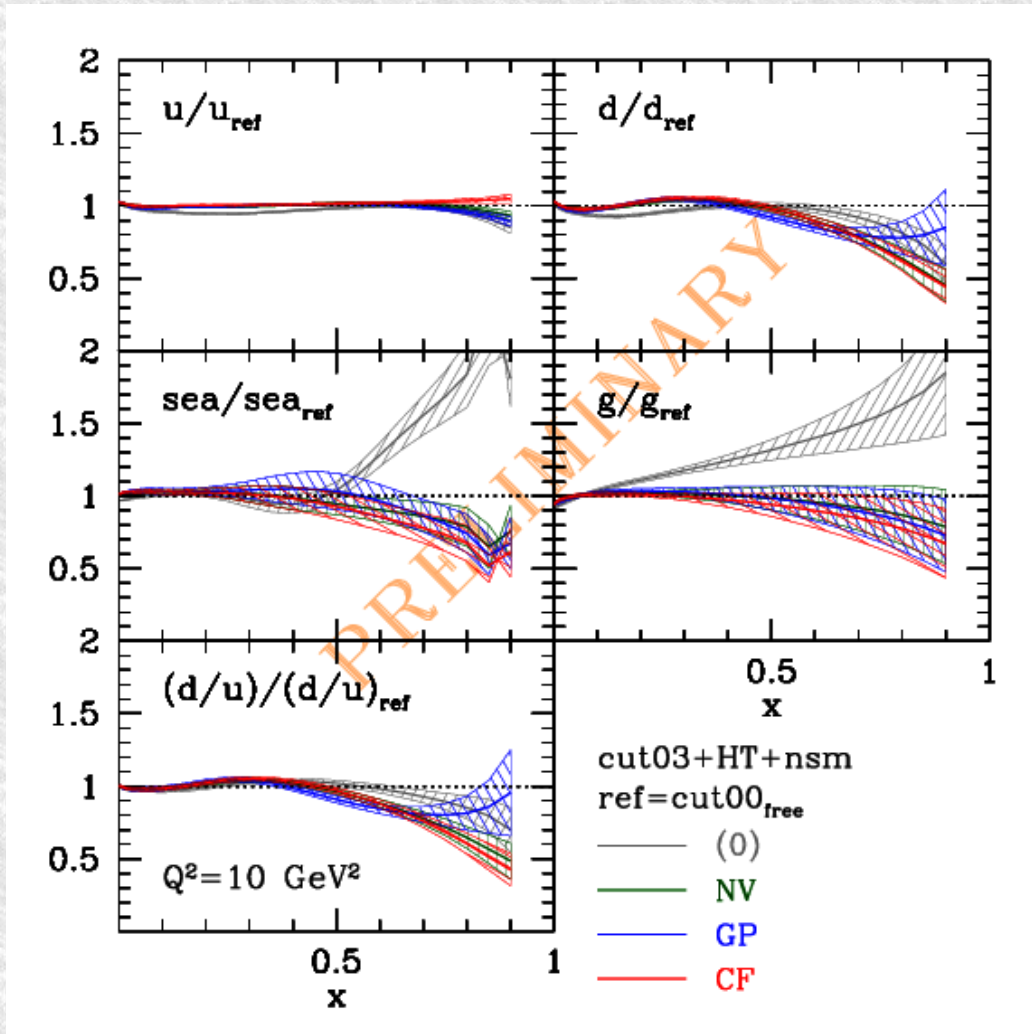 2
u/u_ref
d/d_ref
1.5
1
0.5
2
sea/sea_ref
g/g_ref
1.5
1
0.5
2
0.5
1
x
(d/u)/(d/u)_ref
1.5
1
0.5
Q²=10 GeV²
0.5
1
x
cut03+HT+nsm
ref=cut00_free
(0)
NV
GP
CF
PRELIMINARY